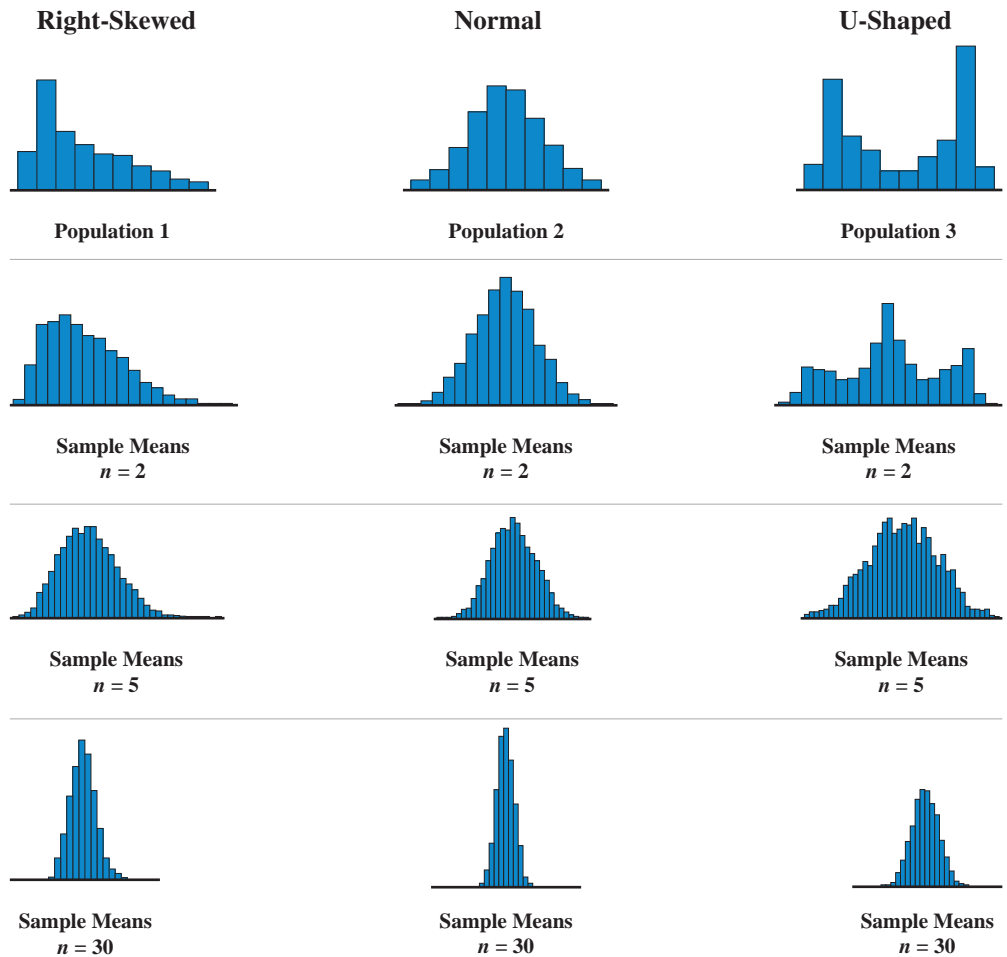 Right-Skewed
Normal
U-Shaped
Population 1
Population 2
Population 3
Sample Means
n = 2
Sample Means
n = 2
Sample Means
n = 2
Sample Means
n = 5
Sample Means
n = 5
Sample Means
n = 5
Sample Means
n = 30
Sample Means
n = 30
Sample Means
n = 30